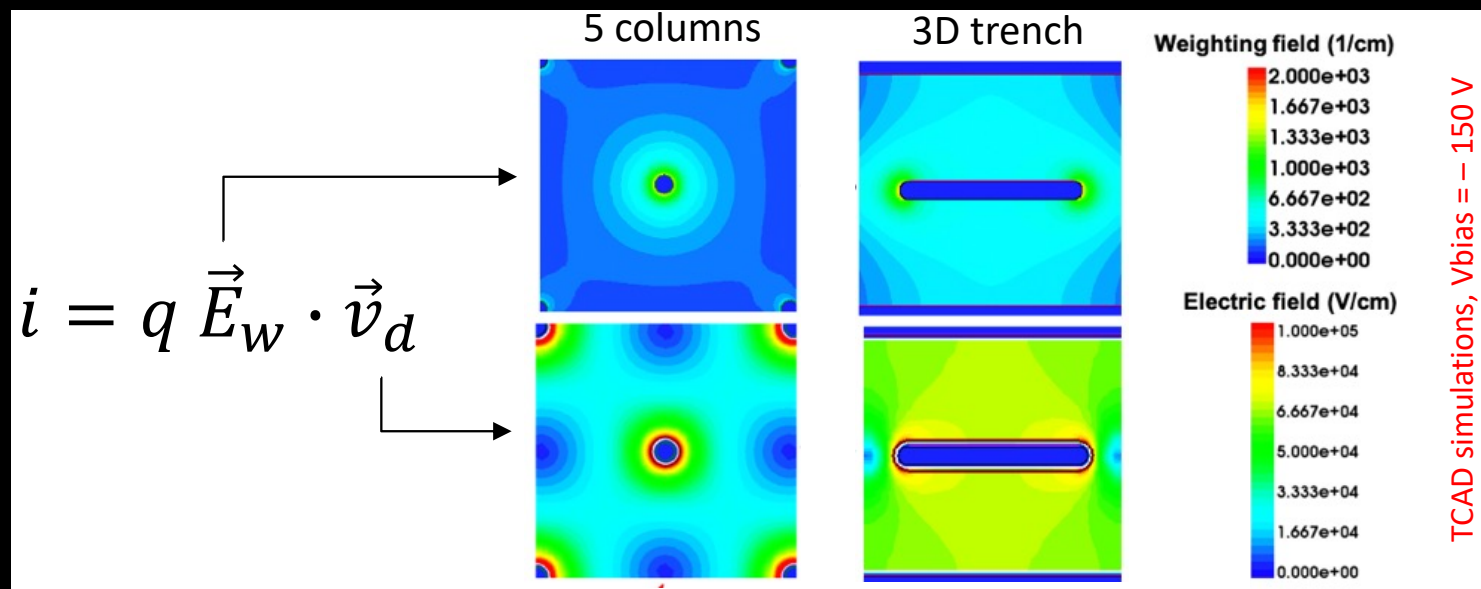 5 columns
3D trench
Weighting field (1/cm)
2.000e+03
1.667e+03
1.333e+03
1.000e+03
6.667e+02
3.333e+02
0.000e+00
i = q E⃗_w · v⃗_d
Electric field (V/cm)
1.000e+05
8.333e+04
6.667e+04
5.000e+04
3.333e+04
1.667e+04
0.000e+00
TCAD simulations, Vbias = – 150 V